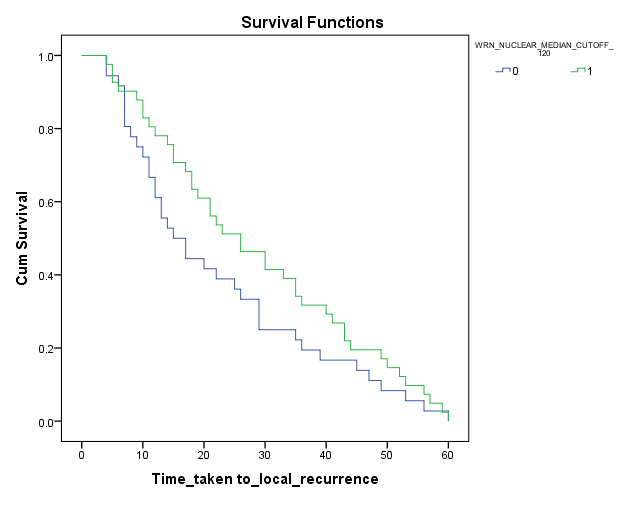 Survival Functions
WRN_NUCLEAR_MEDIAN_CUTOFF_
120
0 1
Cum Survival
1.0
0.8
0.6
0.4
0.2
0.0
0 10 20 30 40 50 60
Time_taken to_local_recurrence